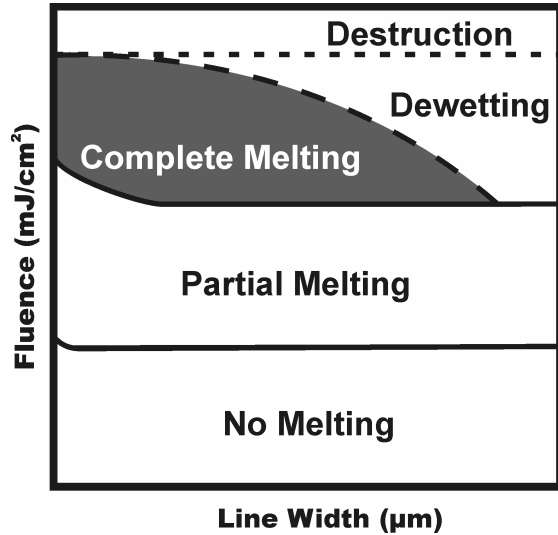 Destruction
Dewetting
Complete Melting
Partial Melting
No Melting
Fluence (mJ/cm²)
Line Width (μm)